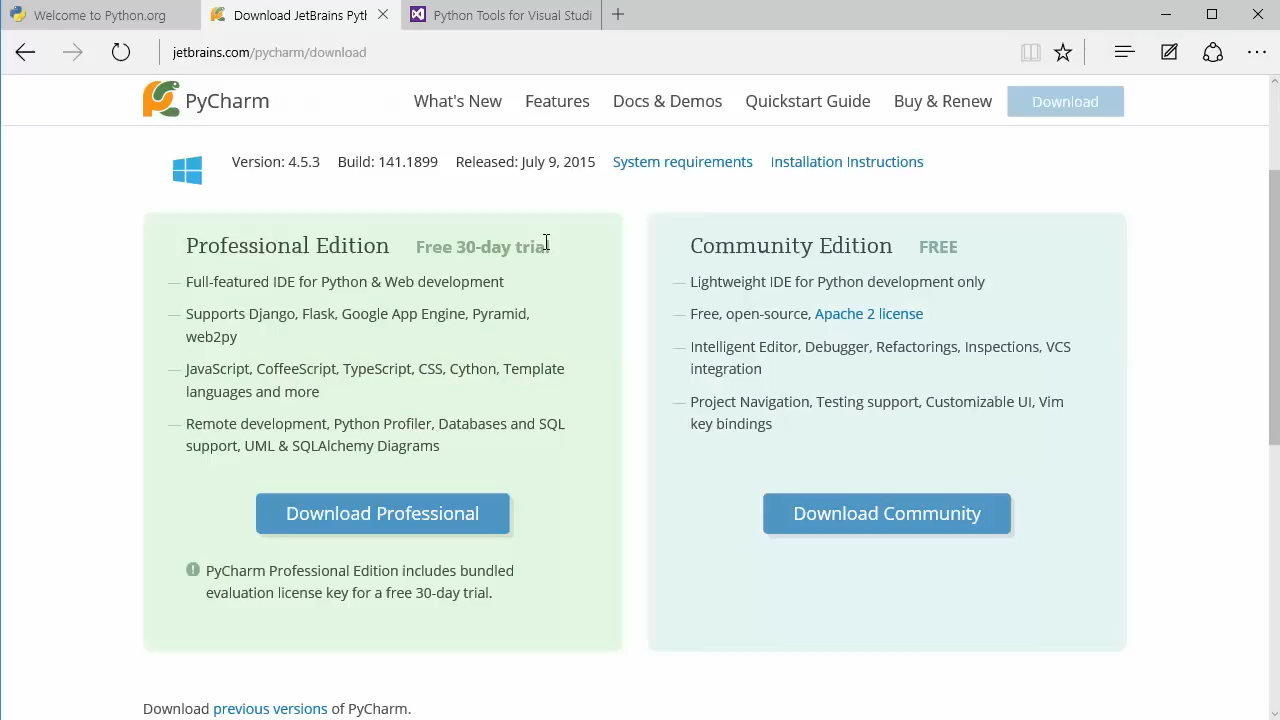 Welcome to Python.org
Download JetBrains Pyth
Python Tools for Visual Studi
jetbrains.com/pycharm/download
PyCharm
What's New
Features
Docs & Demos
Quickstart Guide
Buy & Renew
Download
Version: 4.5.3 Build: 141.1899 Released: July 9, 2015 System requirements Installation Instructions
Professional Edition Free 30-day trial
— Full-featured IDE for Python & Web development
— Supports Django, Flask, Google App Engine, Pyramid,
web2py
— JavaScript, CoffeeScript, TypeScript, CSS, Cython, Template
languages and more
— Remote development, Python Profiler, Databases and SQL
support, UML & SQLAlchemy Diagrams
Download Professional
PyCharm Professional Edition includes bundled
evaluation license key for a free 30-day trial.
Community Edition FREE
— Lightweight IDE for Python development only
— Free, open-source, Apache 2 license
— Intelligent Editor, Debugger, Refactorings, Inspections, VCS
integration
— Project Navigation, Testing support, Customizable UI, Vim
key bindings
Download Community
Download previous versions of PyCharm.